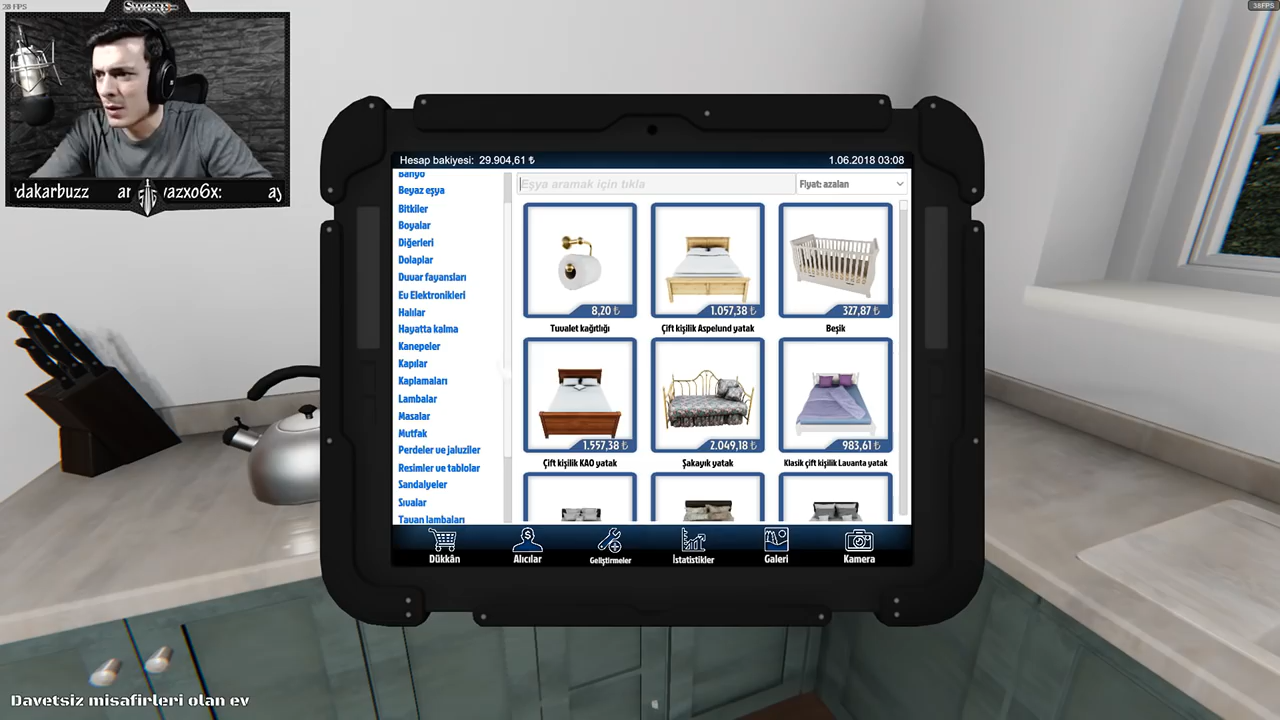 20 FPS
38FPS
Hesap bakiyesi: 29.904,61 ₺
1.06.2018 03:08
Banyo
Beyaz eşya
Bitkiler
Boyalar
Diğerleri
Dolaplar
Duvar fayansları
Ev Elektronikleri
Halılar
Hayatta kalma
Kanepeler
Kapılar
Kaplamaları
Lambalar
Masalar
Mutfak
Perdeler ve jaluziler
Resimler ve tablolar
Sandalyeler
Sıvalar
Tavan lambaları
Eşya aramak için tıkla
Fiyat: azalan
8,20 ₺
1.057,38 ₺
327,87 ₺
Tuvalet kağıtlığı
Çift kişilik Aspelund yatak
Beşik
1.557,38 ₺
2.049,18 ₺
983,61 ₺
Çift kişilik KAO yatak
Şakayık yatak
Klasik çift kişilik Lavanta yatak
Dükkân
Alıcılar
Geliştirmeler
İstatistikler
Galeri
Kamera
Davetsiz misafirleri olan ev